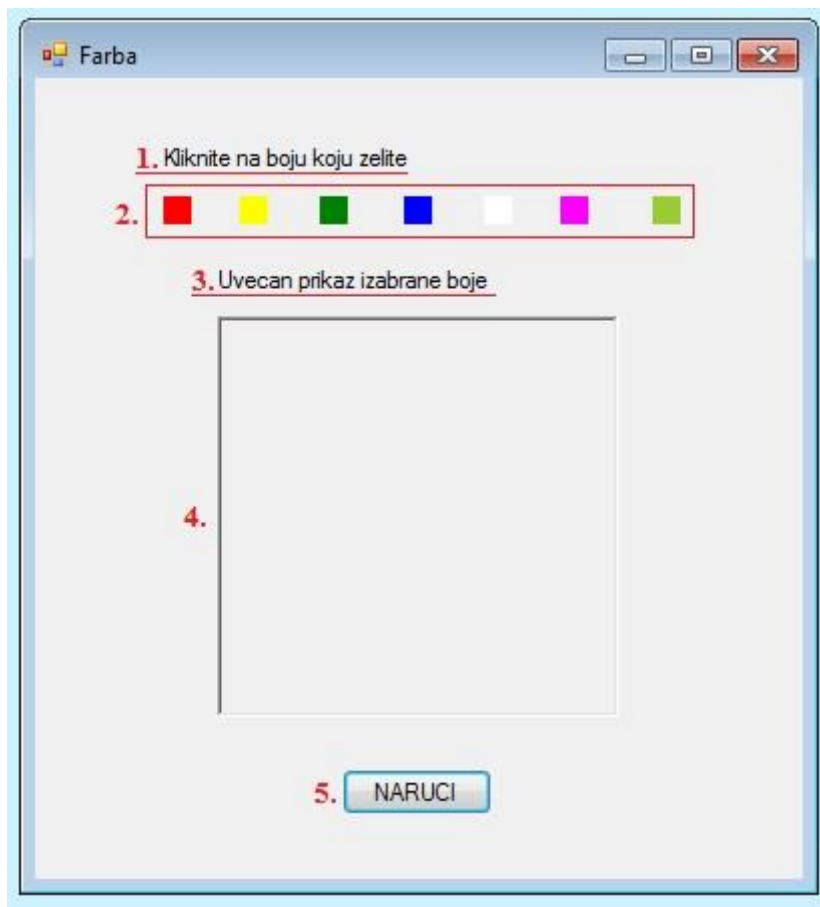 Farba
1. Kliknite na boju koju zelite
2.
3. Uvecan prikaz izabrane boje
4.
5. NARUCI